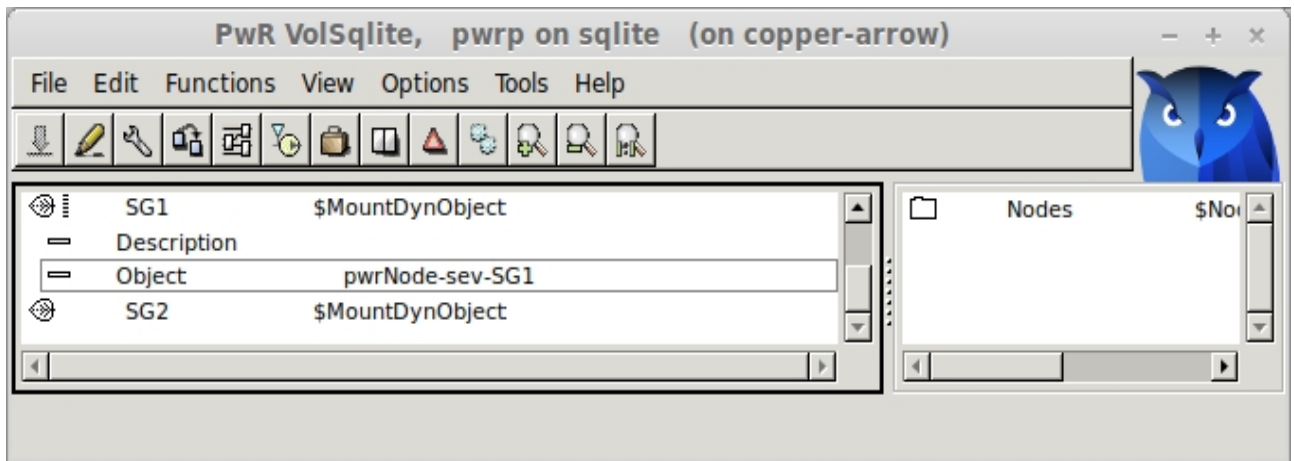 PwR VolSqlite, pwrp on sqlite (on copper-arrow)
File Edit Functions View Options Tools Help
SG1 $MountDynObject
Description
Object pwrNode-sev-SG1
SG2 $MountDynObject
Nodes $No